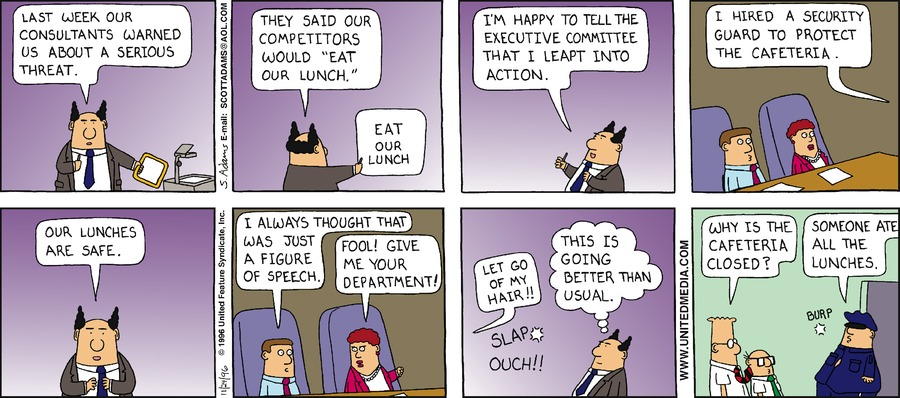 LAST WEEK OUR
CONSULTANTS WARNED
US ABOUT A SERIOUS
THREAT.
S. Adams E-mail: SCOTTADAMS@AOL.COM
THEY SAID OUR
COMPETITORS
WOULD "EAT
OUR LUNCH."
EAT
OUR
LUNCH
I'M HAPPY TO TELL THE
EXECUTIVE COMMITTEE
THAT I LEAPT INTO
ACTION.
I HIRED A SECURITY
GUARD TO PROTECT
THE CAFETERIA.
OUR LUNCHES
ARE SAFE.
11/24/96 © 1996 United Feature Syndicate, Inc.
I ALWAYS THOUGHT THAT
WAS JUST
A FIGURE
OF SPEECH.
FOOL! GIVE
ME YOUR
DEPARTMENT!
LET GO
OF MY
HAIR!!
SLAP
OUCH!!
THIS IS
GOING
BETTER THAN
USUAL.
WWW.UNITEDMEDIA.COM
WHY IS THE
CAFETERIA
CLOSED?
SOMEONE ATE
ALL THE
LUNCHES.
BURP